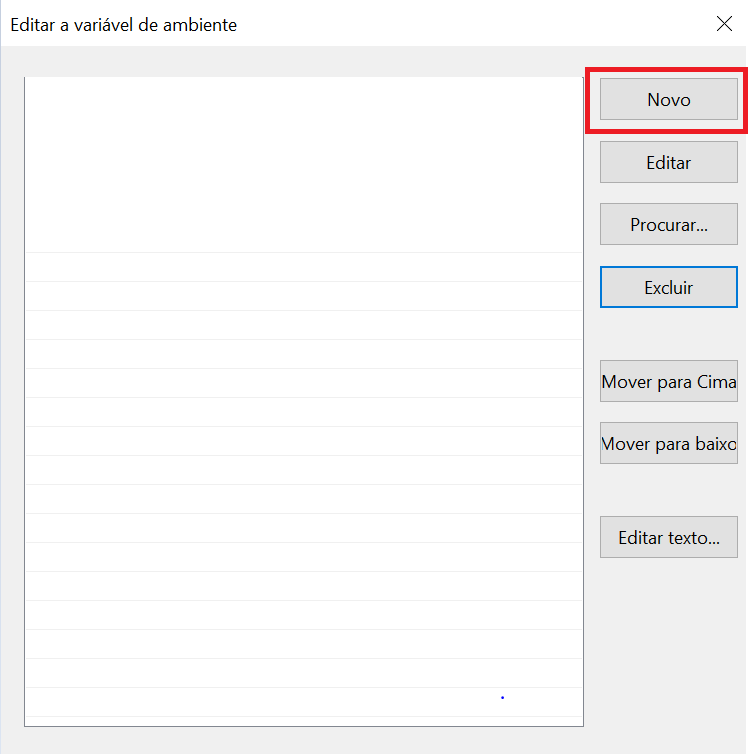 Editar a variável de ambiente
Novo
Editar
Procurar...
Excluir
Mover para Cima
Mover para baixo
Editar texto...